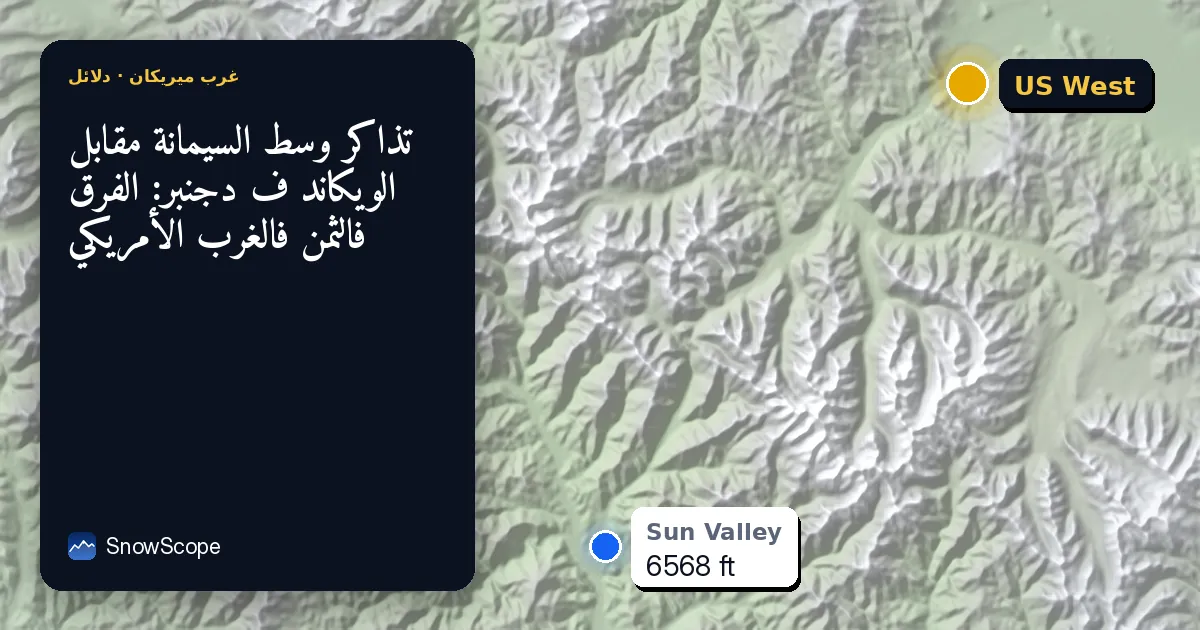 غرب ميريكان · دلائل
تذاكر وسط السيمانة مقابل
الويكاند ف دجنبر: الفرق
فالثمن فالغرب الأمريكي
SnowScope
US West
Sun Valley
6568 ft